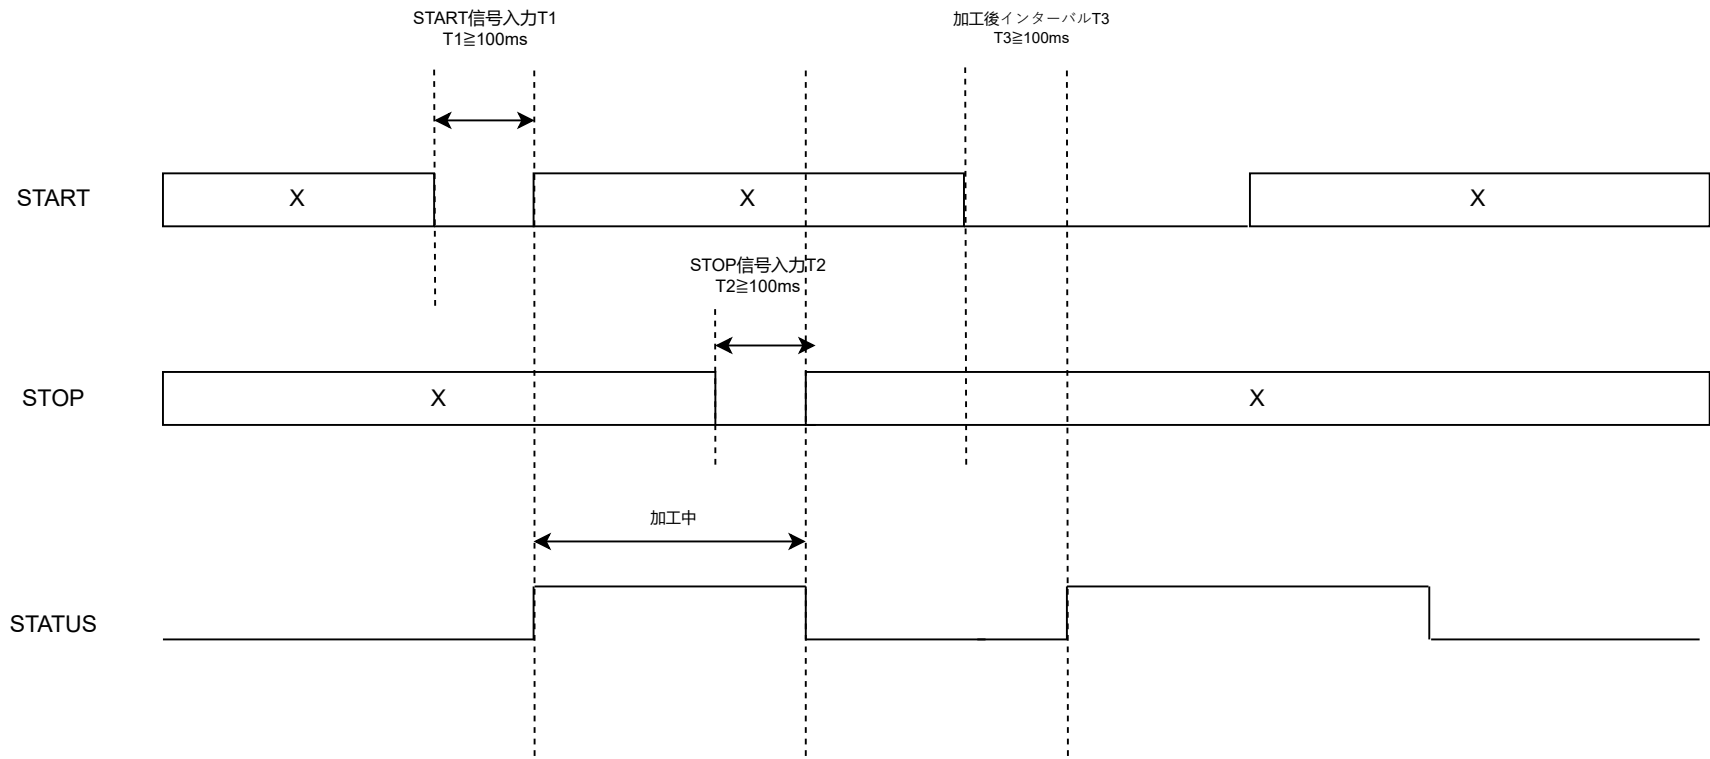 START信号入力T1
T1≧100ms
加工後インターバルT3
T3≧100ms
START
X
X
X
STOP信号入力T2
T2≧100ms
STOP
X
X
加工中
STATUS